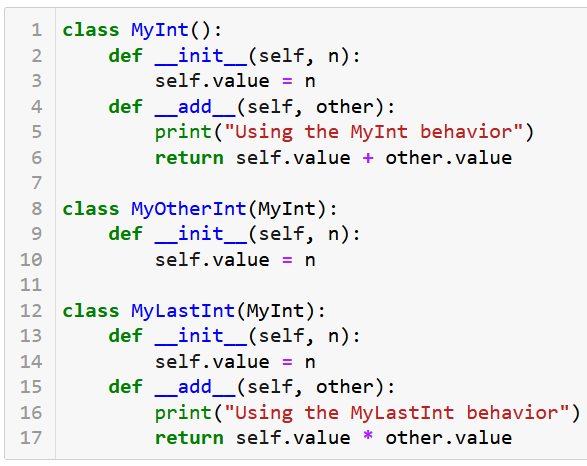 1 class MyInt():
2     def __init__(self, n):
3         self.value = n
4     def __add__(self, other):
5         print("Using the MyInt behavior")
6         return self.value + other.value
7
8 class MyOtherInt(MyInt):
9     def __init__(self, n):
10         self.value = n
11
12 class MyLastInt(MyInt):
13     def __init__(self, n):
14         self.value = n
15     def __add__(self, other):
16         print("Using the MyLastInt behavior")
17         return self.value * other.value